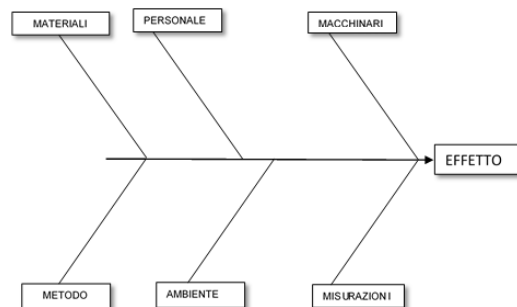 MATERIALI
PERSONALE
MACCHINARI
EFFETTO
METODO
AMBIENTE
MISURAZIONI